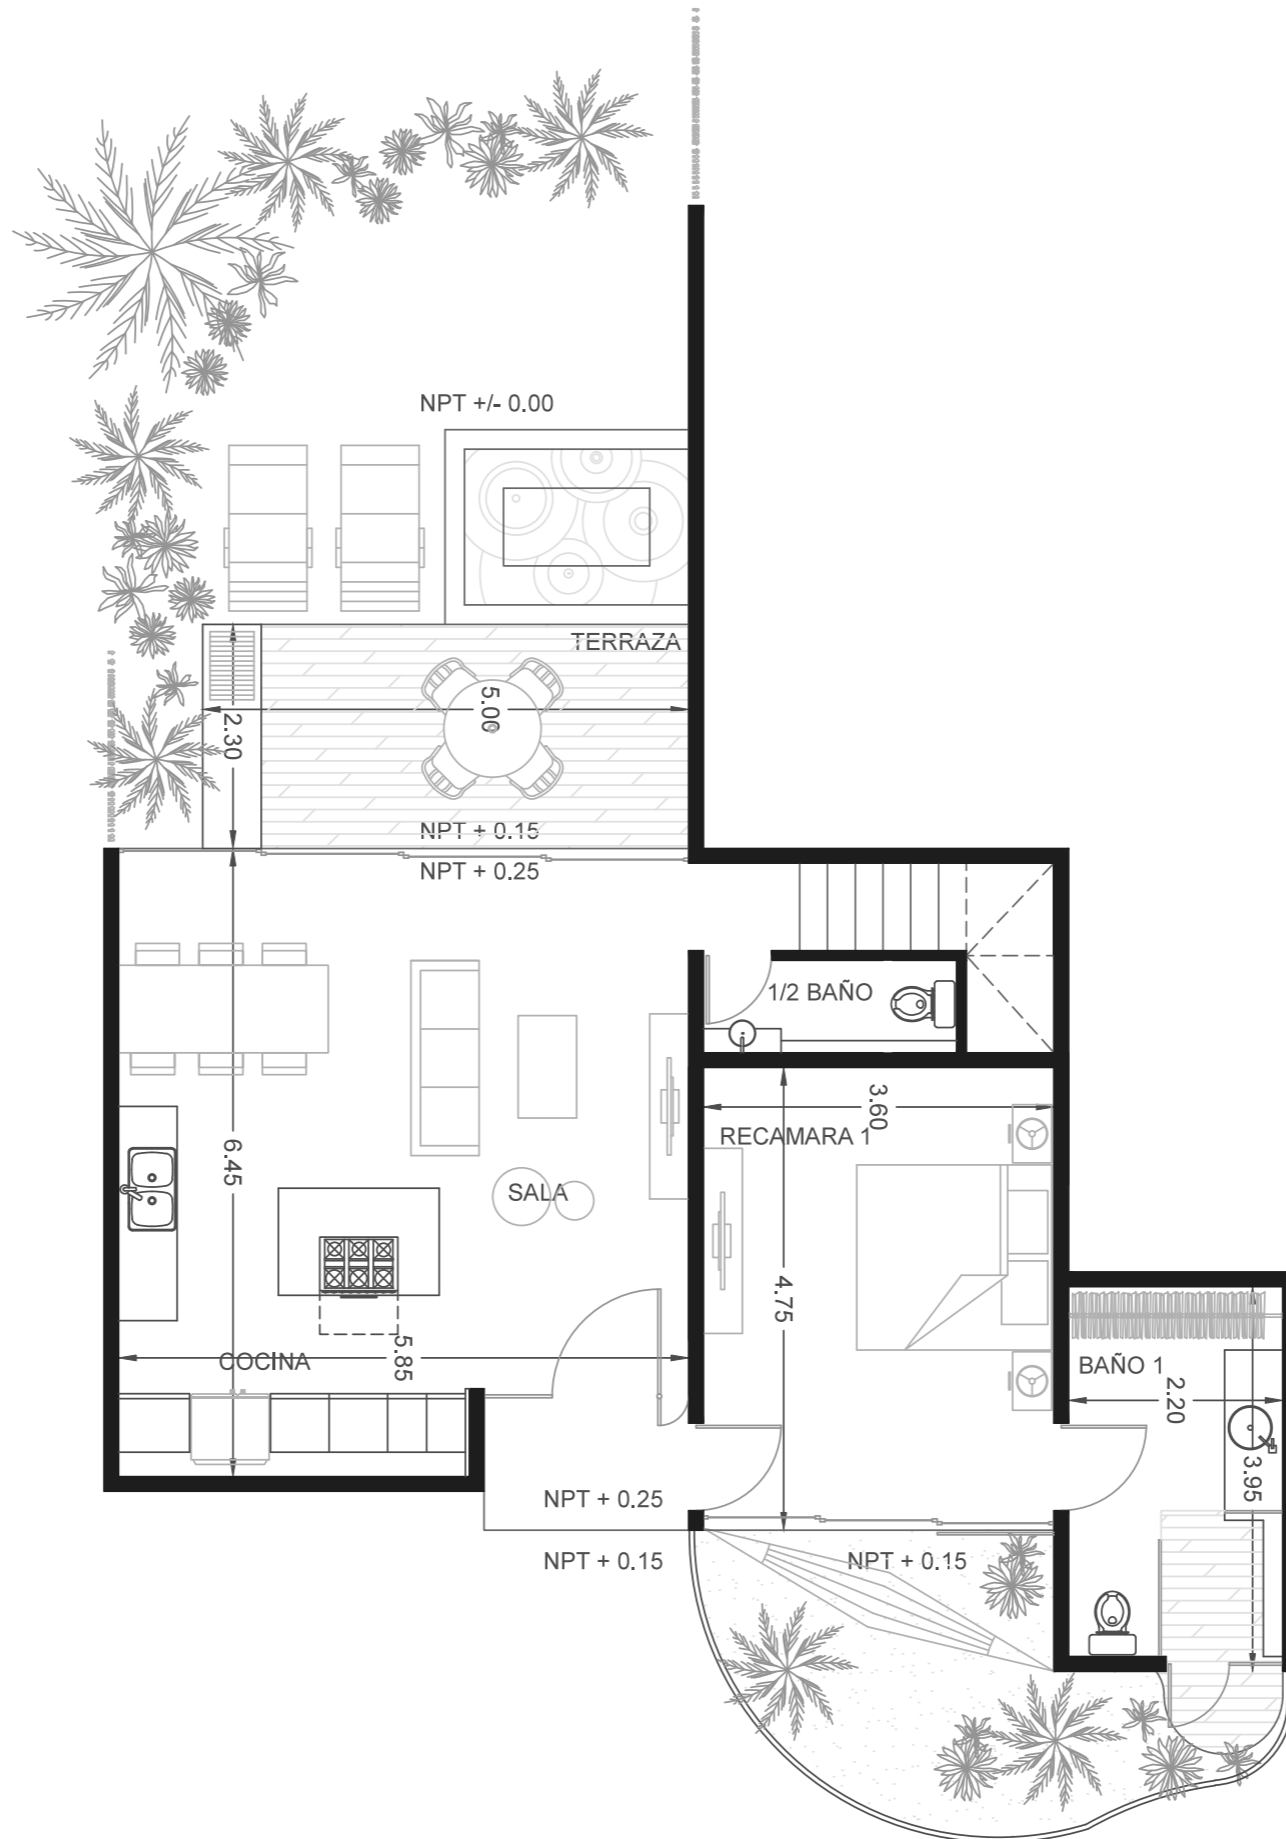 NPT +/- 0.00
TERRAZA
5.00
2.30
NPT + 0.15
NPT + 0.25
1/2 BAÑO
3.60
RECAMARA 1
6.45
SALA
4.75
5.85
COCINA
BAÑO 1
2.20
3.95
NPT + 0.25
NPT + 0.15
NPT + 0.15